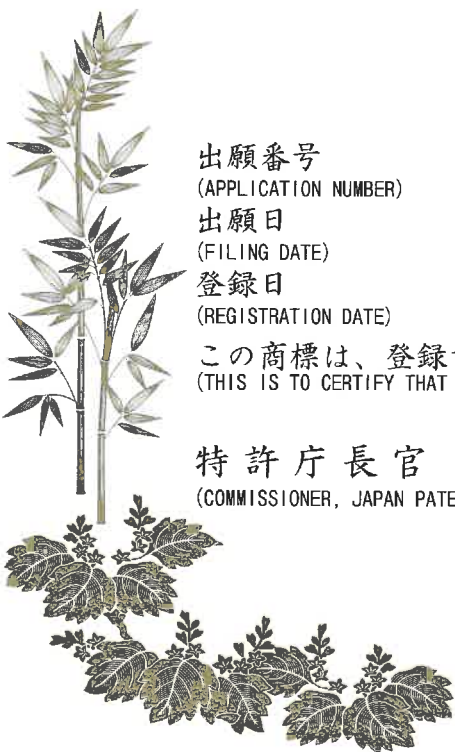 出願番号
(APPLICATION NUMBER)
出願日
(FILING DATE)
登録日
(REGISTRATION DATE)
この商標は、登録
(THIS IS TO CERTIFY THAT
特許庁長官
(COMMISSIONER, JAPAN PATE